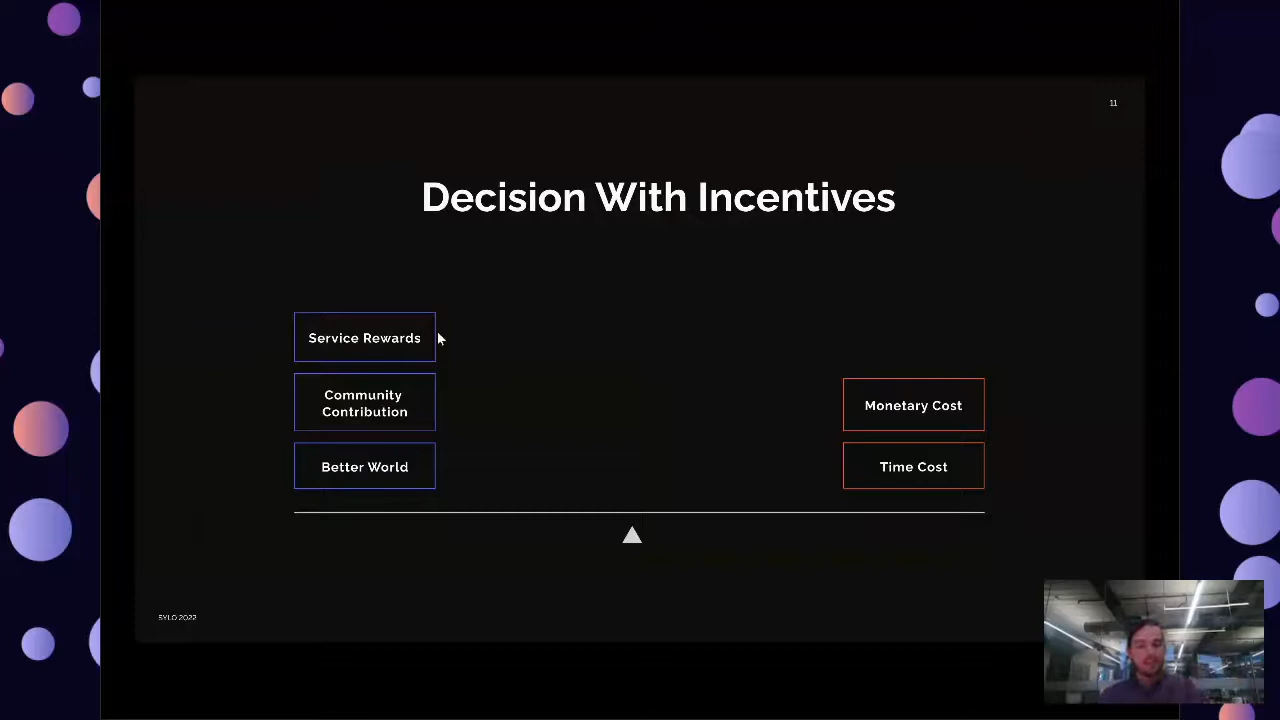 11
Decision With Incentives
Service Rewards
Community
Contribution
Better World
Monetary Cost
Time Cost
SYLO 2022